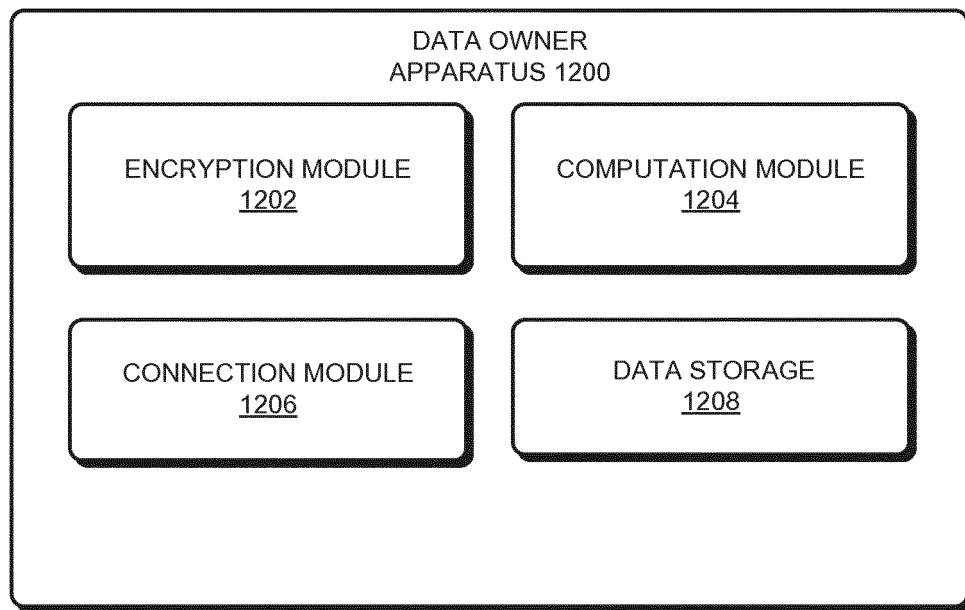 DATA OWNER
APPARATUS 1200
ENCRYPTION MODULE
1202
COMPUTATION MODULE
1204
CONNECTION MODULE
1206
DATA STORAGE
1208